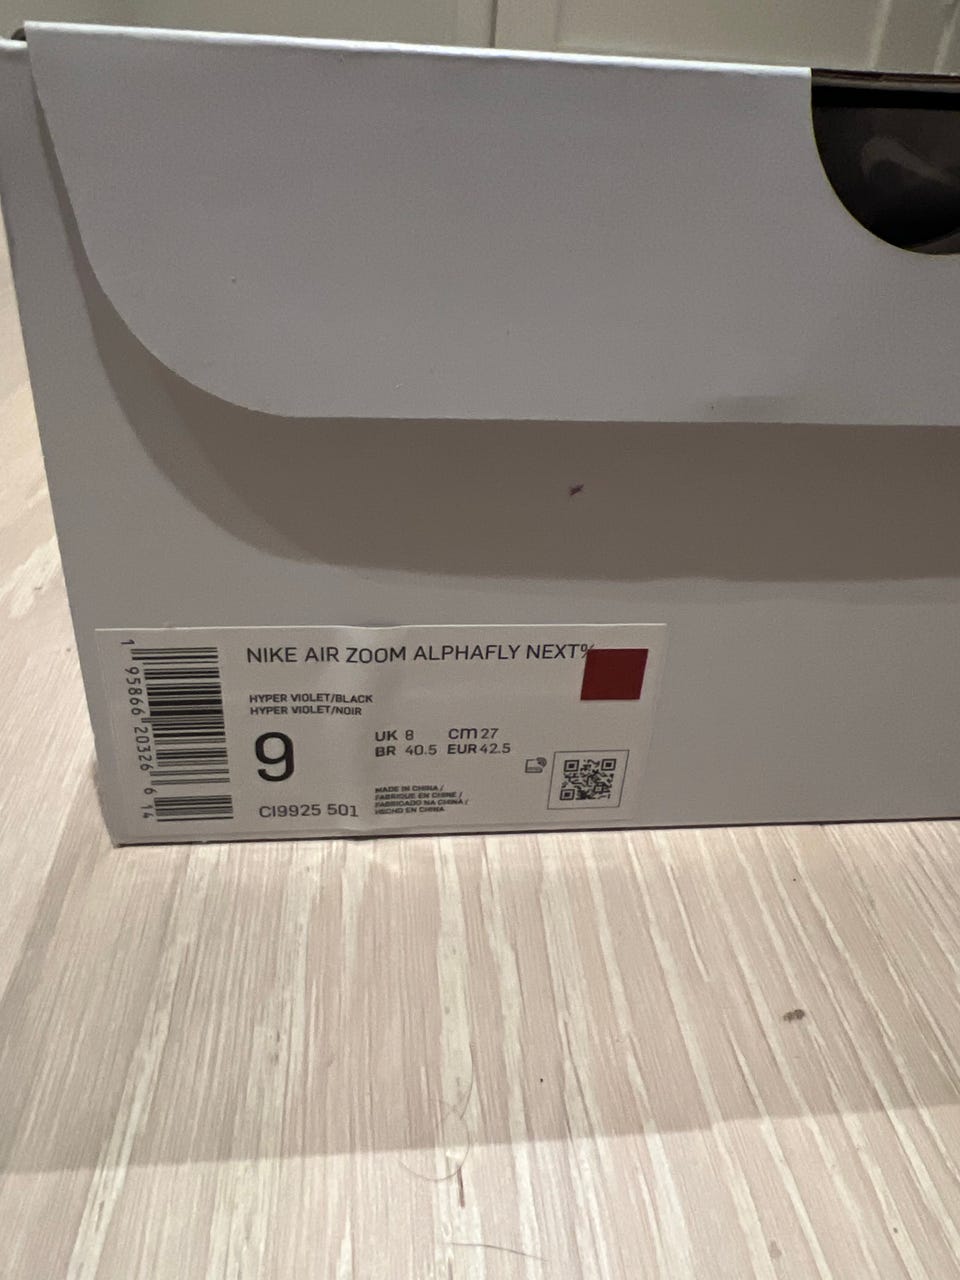 NIKE AIR ZOOM ALPHAFLY NEXT%
HYPER VIOLET/BLACK
HYPER VIOLET/NOIR
9
UK 8 cm 27
BR 40.5 EUR 42.5
CI9925 501
MADE IN CHINA /
FABRIQUE EN CHINE /
FABRICADO NA CHINA /
HECHO EN CHINA
1 95866 20326 6 14